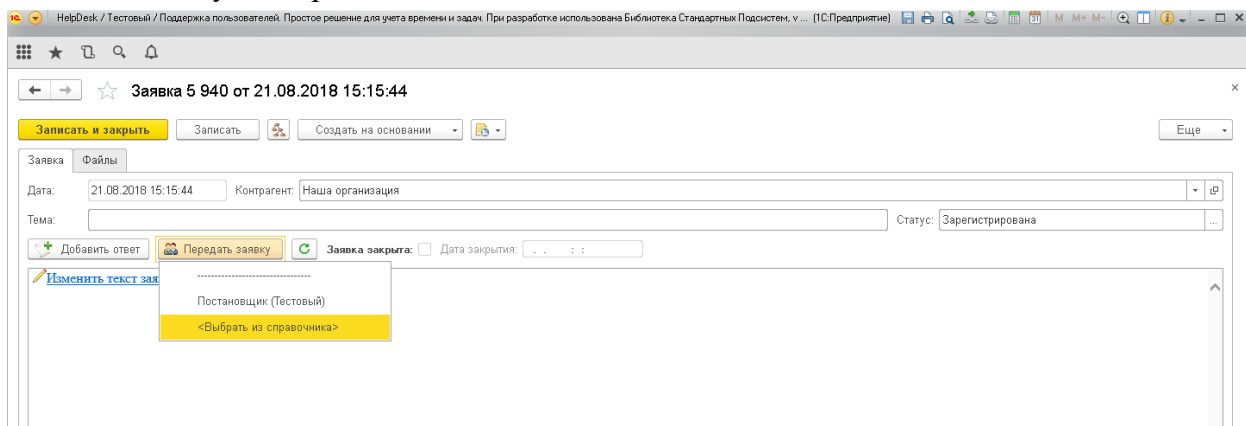 HelpDesk / Тестовый / Поддержка пользователей. Простое решение для учета времени и задач. При разработке использована Библиотека Стандартных Подсистем, v ... (1С:Предприятие) M M+ M-
Заявка 5 940 от 21.08.2018 15:15:44
Записать и закрыть Записать Создать на основании Еще
Заявка Файлы
Дата: 21.08.2018 15:15:44 Контрагент: Наша организация
Тема: Статус: Зарегистрирована ...
Добавить ответ Передать заявку Заявка закрыта: Дата закрытия: . . : :
Изменить текст зая
---------------------------------
Постановщик (Тестовый)
<Выбрать из справочника>